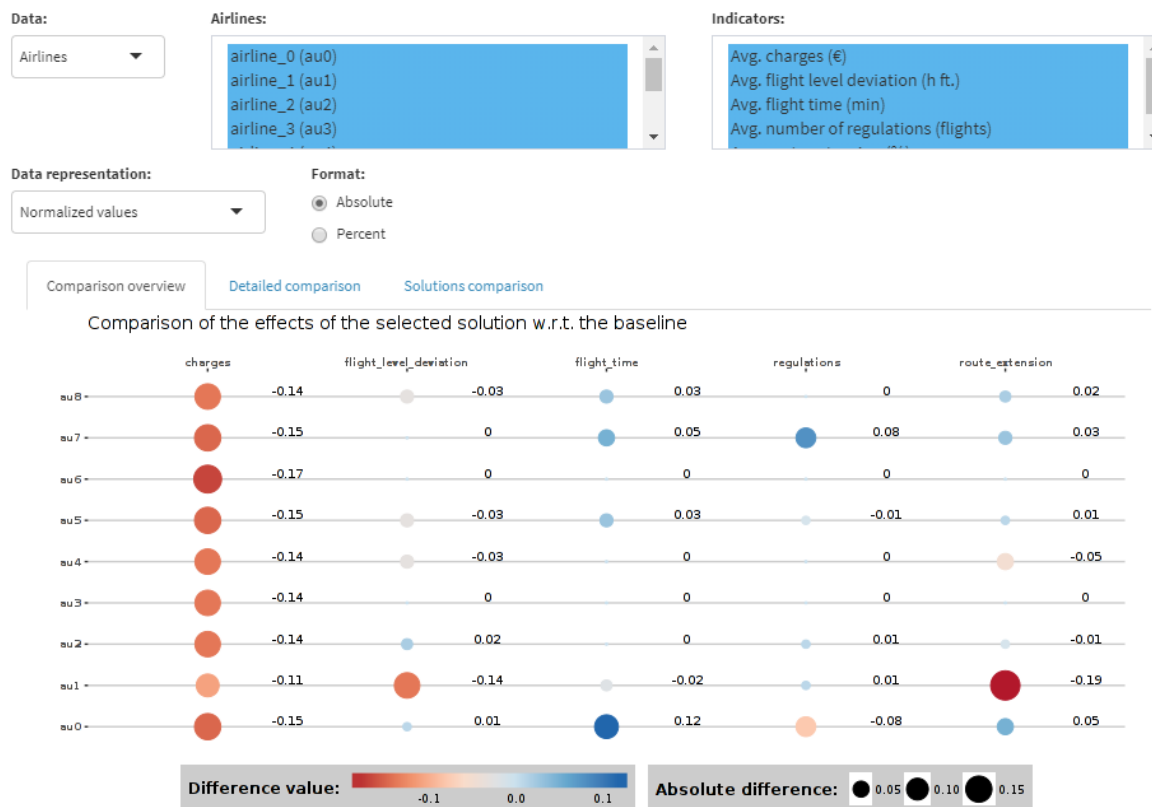 Data: Airlines: Indicators:
Airlines
airline_0 (au0)
airline_1 (au1)
airline_2 (au2)
airline_3 (au3)
Avg. charges (€)
Avg. flight level deviation (h ft.)
Avg. flight time (min)
Avg. number of regulations (flights)
Data representation: Format:
Normalized values
Absolute
Percent
Comparison overview Detailed comparison Solutions comparison
Comparison of the effects of the selected solution w.r.t. the baseline
charges flight_level_deviation flight_time regulations route_extension
au8 -0.14 -0.03 0.03 0 0.02
au7 -0.15 0 0.05 0.08 0.03
au6 -0.17 0 0 0 0
au5 -0.15 -0.03 0.03 -0.01 0.01
au4 -0.14 -0.03 0 0 -0.05
au3 -0.14 0 0 0 0
au2 -0.14 0.02 0 0.01 -0.01
au1 -0.11 -0.14 -0.02 0.01 -0.19
au0 -0.15 0.01 0.12 -0.08 0.05
Difference value: -0.1 0.0 0.1
Absolute difference: 0.05 0.10 0.15